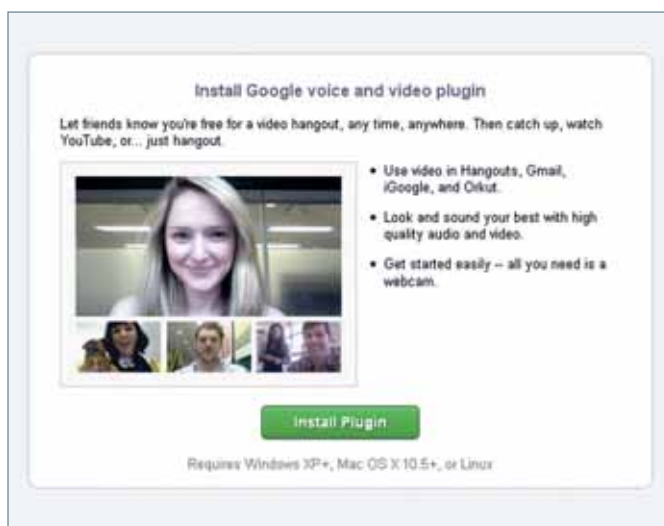 Install Google voice and video plugin
Let friends know you're free for a video hangout, any time, anywhere. Then catch up, watch
YouTube, or... just hangout.
• Use video in Hangouts, Gmail,
iGoogle, and Orkut.
• Look and sound your best with high
quality audio and video.
• Get started easily – all you need is a
webcam.
Install Plugin
Requires Windows XP+, Mac OS X 10.5+, or Linux